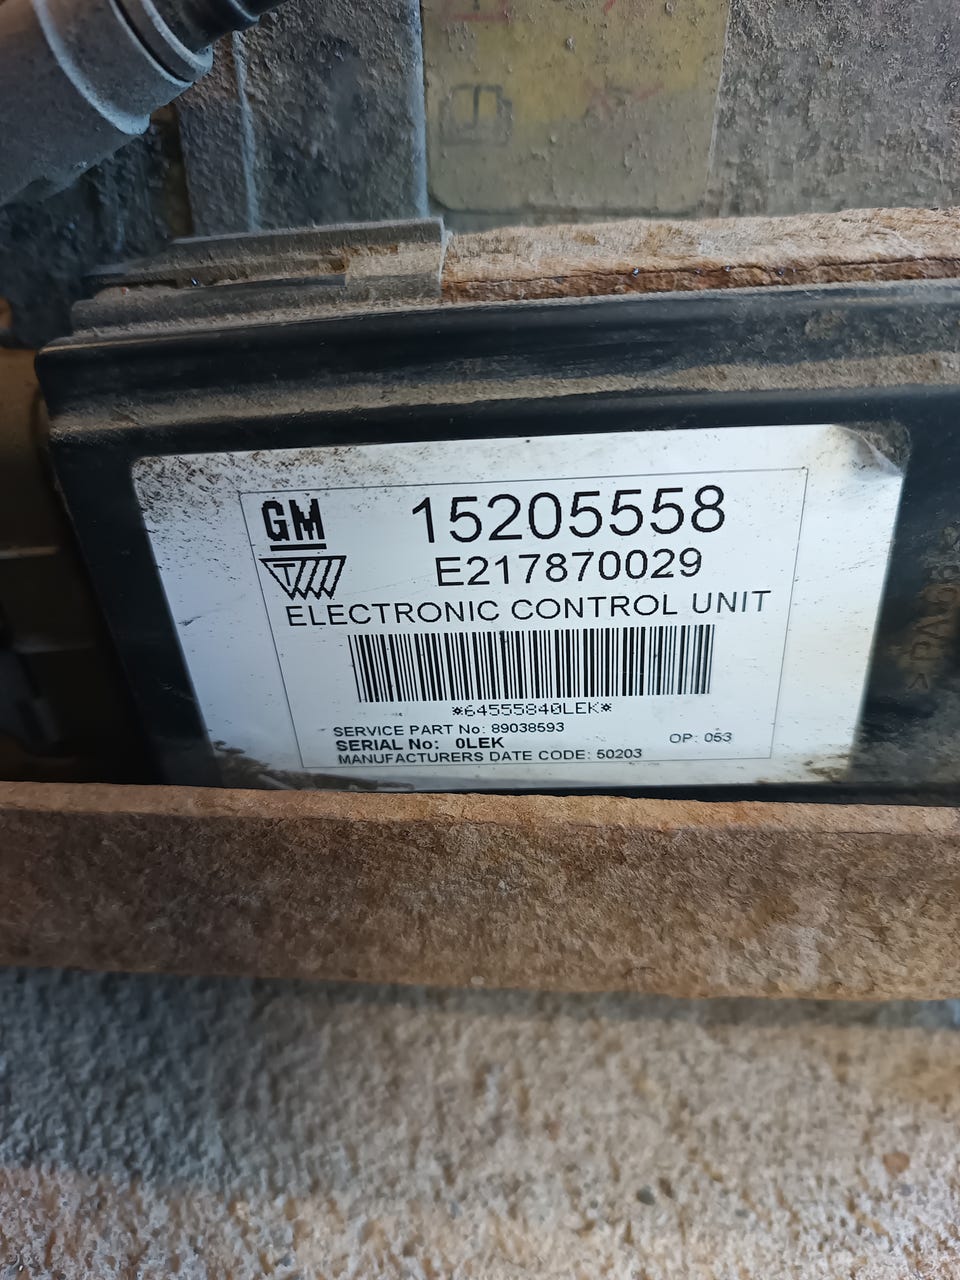 GM
15205558
T
E217870029
ELECTRONIC CONTROL UNIT
*64555840LEK*
SERVICE PART No: 89038593
SERIAL No: 0LEK
OP: 053
MANUFACTURERS DATE CODE: 50203